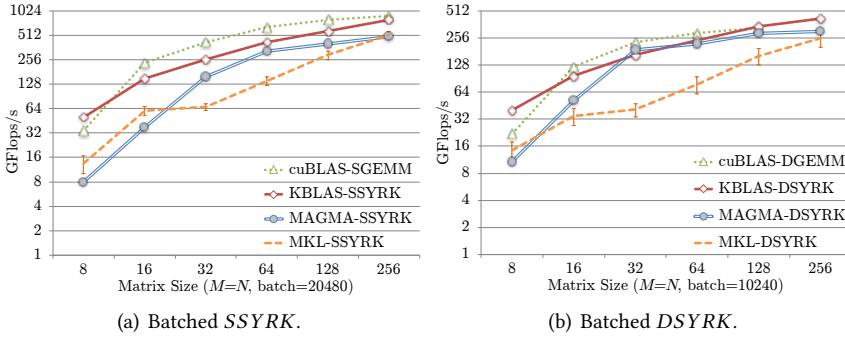 1024
512
256
128
64
32
16
8
4
2
1
GFlops/s
cuBLAS-SGEMM
KBLAS-SSYRK
MAGMA-SSYRK
MKL-SSYRK
8 16 32 64 128 256
Matrix Size (M=N, batch=20480)
(a) Batched SSYRK.
512
256
128
64
32
16
8
4
2
1
GFlops/s
cuBLAS-DGEMM
KBLAS-DSYRK
MAGMA-DSYRK
MKL-DSYRK
8 16 32 64 128 256
Matrix Size (M=N, batch=10240)
(b) Batched DSYRK.